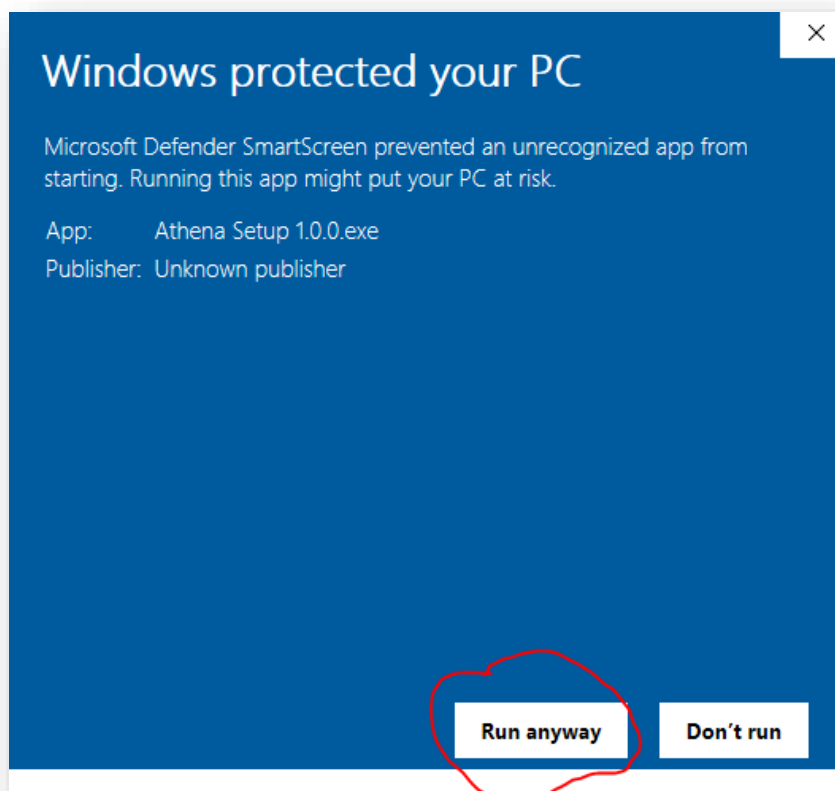 Windows protected your PC
Microsoft Defender SmartScreen prevented an unrecognized app from
starting. Running this app might put your PC at risk.
App: Athena Setup 1.0.0.exe
Publisher: Unknown publisher
Run anyway Don't run